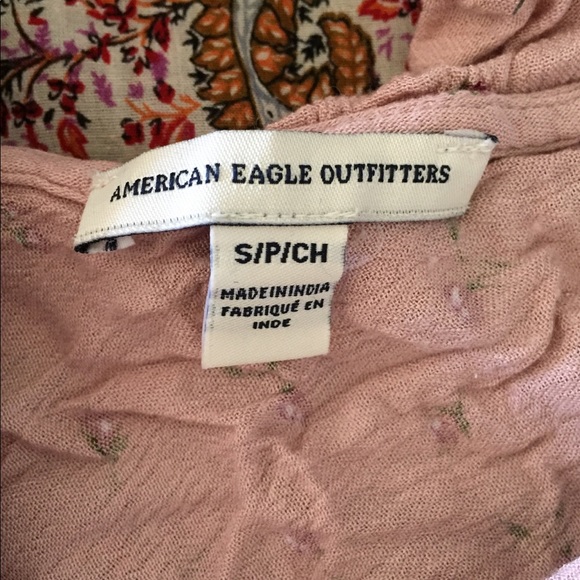 AMERICAN EAGLE OUTFITTERS
S/P/CH
MADEININDIA
FABRIQUÉ EN
INDE